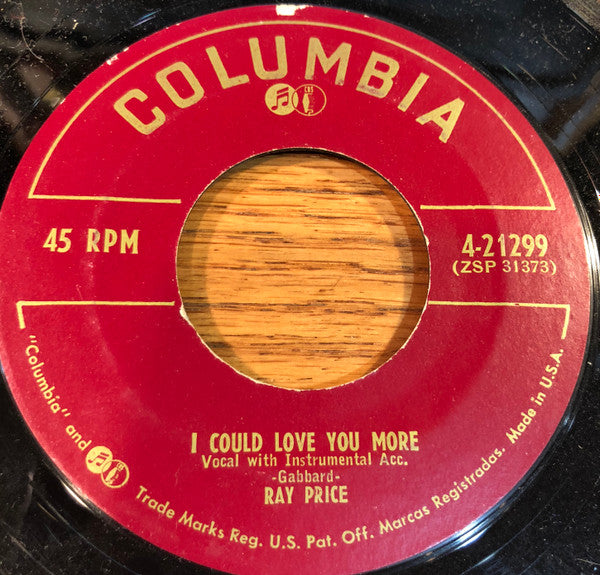 COLUMBIA
CBS
45 RPM
4-21299
(ZSP 31373)
I COULD LOVE YOU MORE
Vocal with Instrumental Acc.
-Gabbard-
RAY PRICE
"Columbia" and Trade Marks Reg. U.S. Pat. Off. Marcas Registradas. Made in U.S.A.